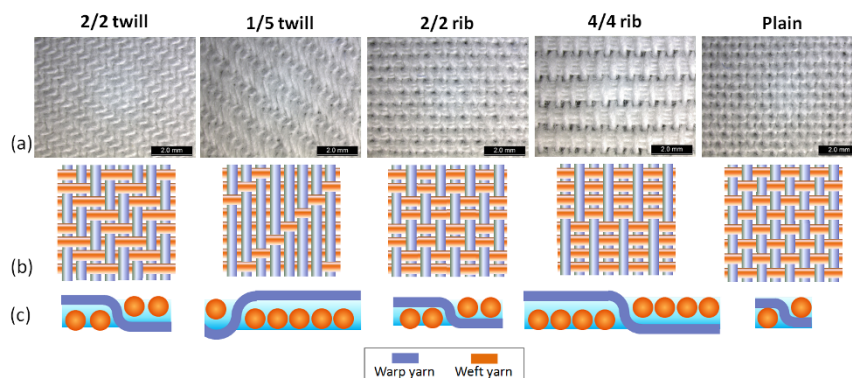 2/2 twill 1/5 twill 2/2 rib 4/4 rib Plain
(a)
2.0 mm 2.0 mm 2.0 mm 2.0 mm 2.0 mm
(b)
(c)
Warp yarn Weft yarn